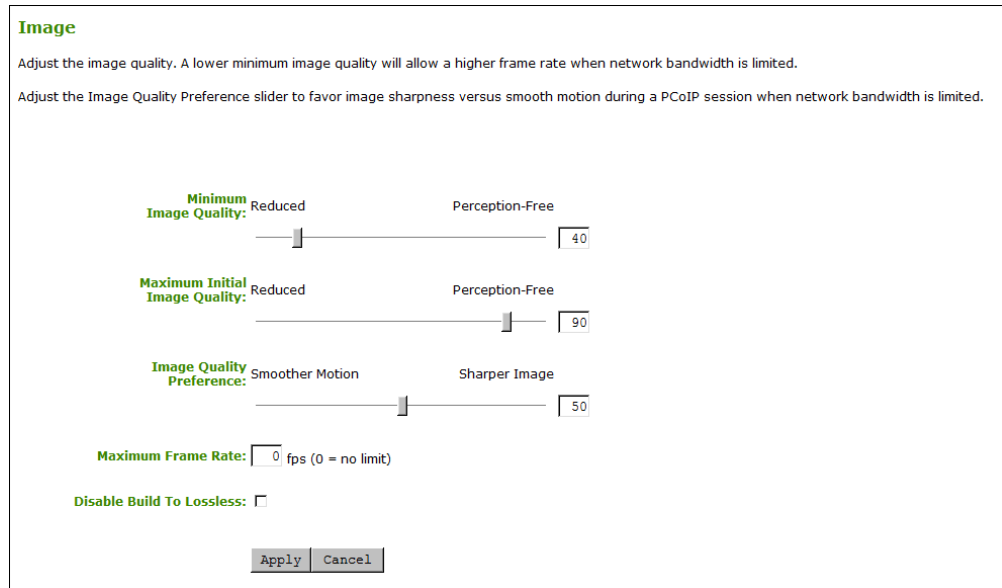 Image
Adjust the image quality. A lower minimum image quality will allow a higher frame rate when network bandwidth is limited.
Adjust the Image Quality Preference slider to favor image sharpness versus smooth motion during a PCoIP session when network bandwidth is limited.
Minimum
Image Quality:
Reduced Perception-Free
40
Maximum Initial
Image Quality:
Reduced Perception-Free
90
Image Quality
Preference:
Smoother Motion Sharper Image
50
Maximum Frame Rate: 0 fps (0 = no limit)
Disable Build To Lossless:
Apply Cancel